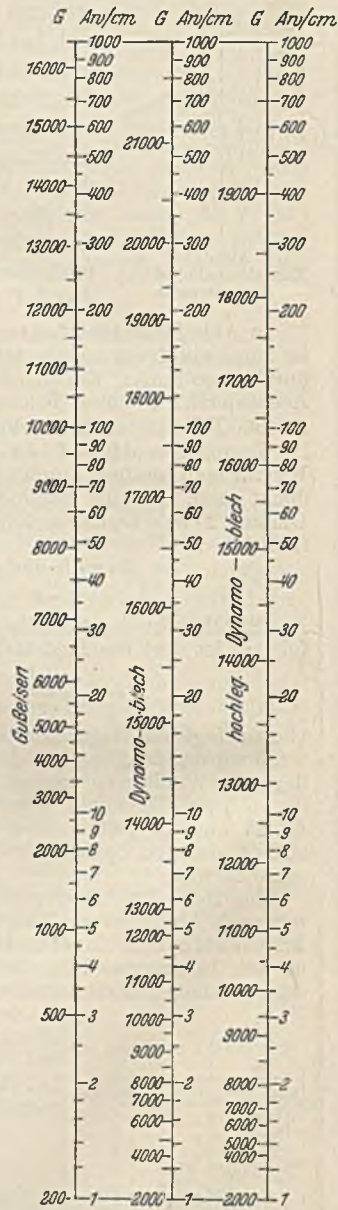 G Aw/cm G Aw/cm G Aw/cm
1000 1000 1000
16000 900 900 900
800 800 800
700 700 700
15000 600 600 600
21000
500 500 500
14000 400 400 19000 400
13000 300 20000 300 300
18000
12000 200 19000 200 200
11000 17000
18000
10000 100 100 100
90 90 90
80 80 16000 80
9000 70 17000 70 70
60 60 60
8000 50 50 15000 50
40 40 40
16000
7000 30 30 30
14000
6000 20 20 20
5000 15000
4000
3000 13000
10 14000 10 10
9 9 9
2000 8 8 12000 8
7 7 7
6 13000 6 6
1000 5 12000 5 11000 5
4 11000 4 4
10000
500 3 10000 3 3
9000 9000
2 8000 2 8000 2
7000 7000
6000 6000
5000
4000 4000
200 1 2000 1 2000 1
Gußeisen
Dynamo-blech
hochleg. Dynamo-blech